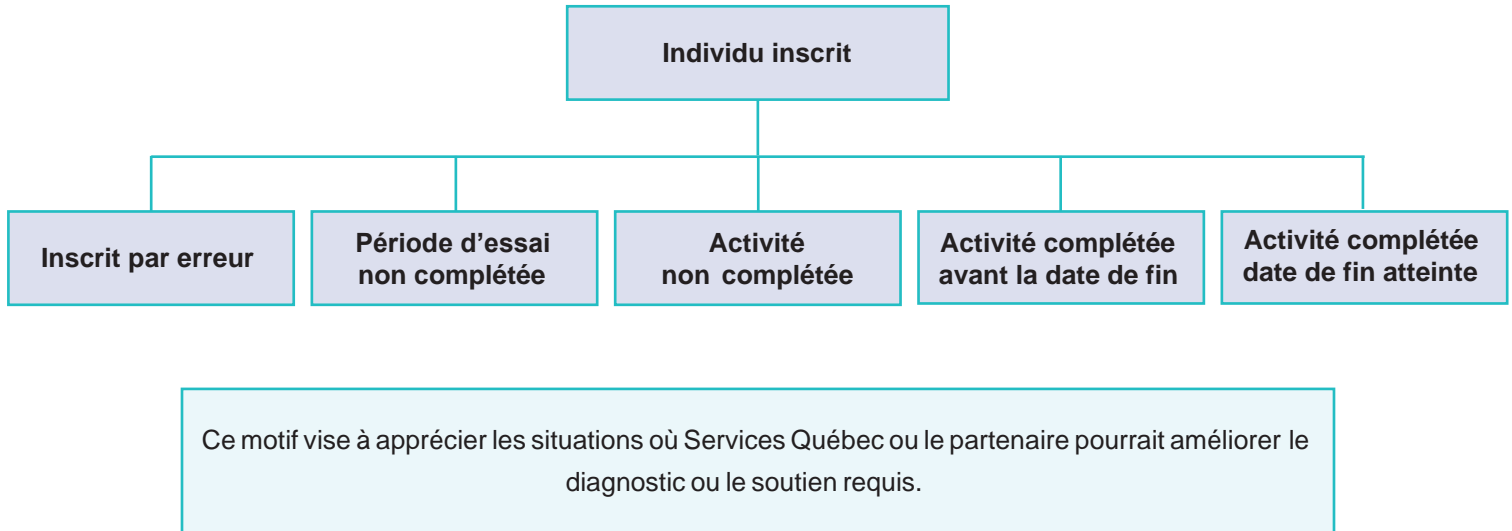 Individu inscrit
Inscrit par erreur
Période d'essai
non complétée
Activité
non complétée
Activité complétée
avant la date de fin
Activité complétée
date de fin atteinte
Ce motif vise à apprécier les situations où Services Québec ou le partenaire pourrait améliorer le
diagnostic ou le soutien requis.